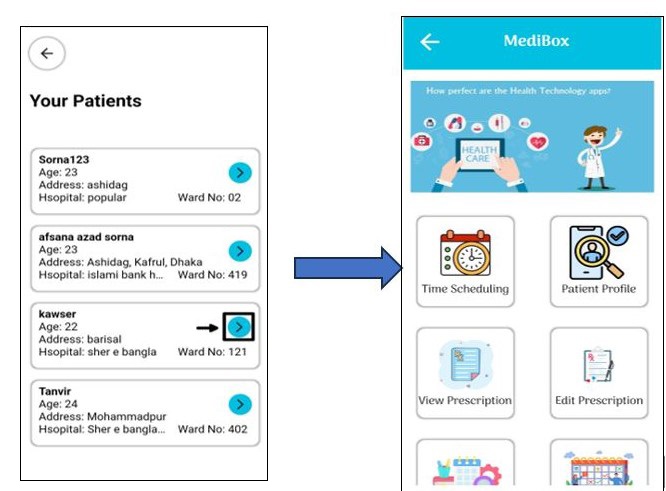 Your Patients
Sorna123
Age: 23
Address: ashidag
Hsopital: popular Ward No: 02
afsana azad sorna
Age: 23
Address: Ashidag, Kafrul, Dhaka
Hsopital: islami bank h... Ward No: 419
kawser
Age: 22
Address: barisal
Hsopital: sher e bangla Ward No: 121
Tanvir
Age: 24
Address: Mohammadpur
Hsopital: Sher e bangla... Ward No: 402
MediBox
How perfect are the Health Technology apps?
HEALTH
CARE
Time Scheduling
Patient Profile
View Prescription
Edit Prescription